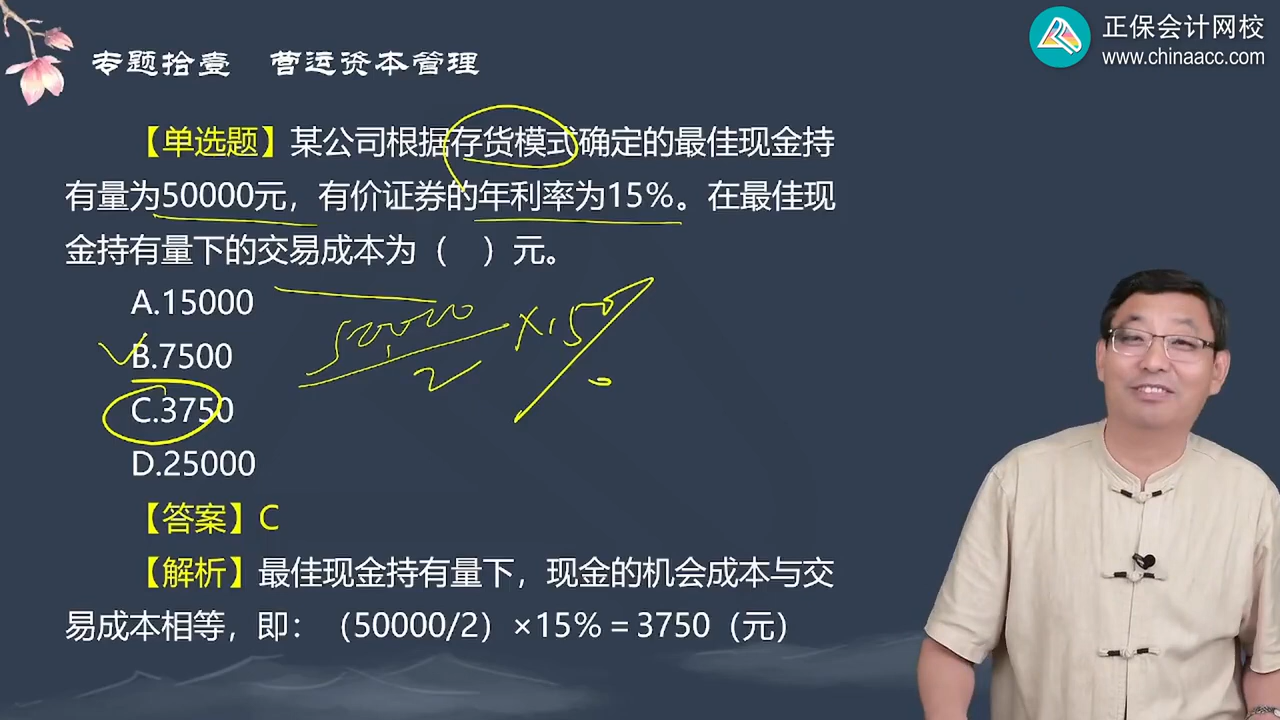 专题拾壹 营运资本管理
正保会计网校
www.chinaacc.com
【单选题】某公司根据存货模式确定的最佳现金持
有量为50000元，有价证券的年利率为15%。在最佳现
金持有量下的交易成本为（ ）元。
A.15000
B.7500
C.3750
D.25000
50000
2
×15%
【答案】C
【解析】最佳现金持有量下，现金的机会成本与交
易成本相等，即：（50000/2）×15%＝3750（元）